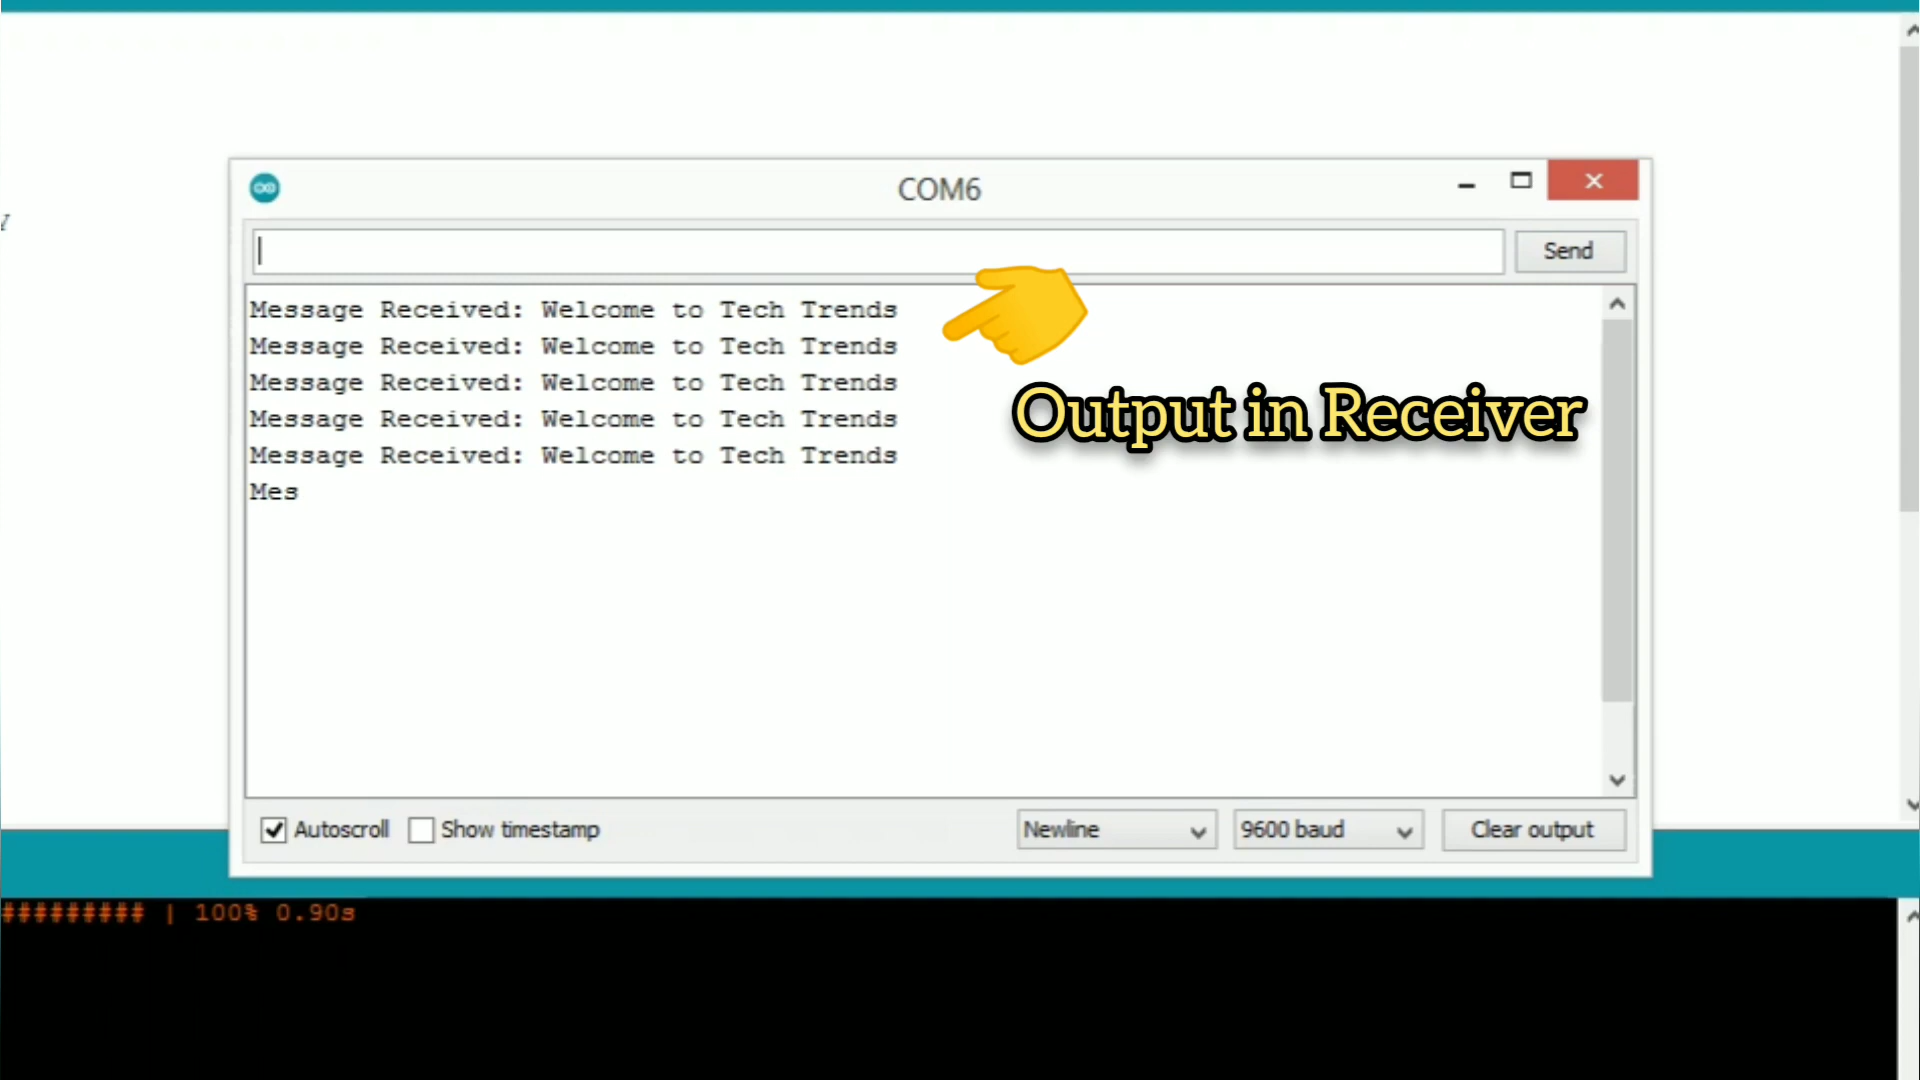 COM6
Send
Message Received: Welcome to Tech Trends
Message Received: Welcome to Tech Trends
Message Received: Welcome to Tech Trends
Message Received: Welcome to Tech Trends
Message Received: Welcome to Tech Trends
Mes
Output in Receiver
Autoscroll Show timestamp Newline 9600 baud Clear output
######### | 100% 0.90s